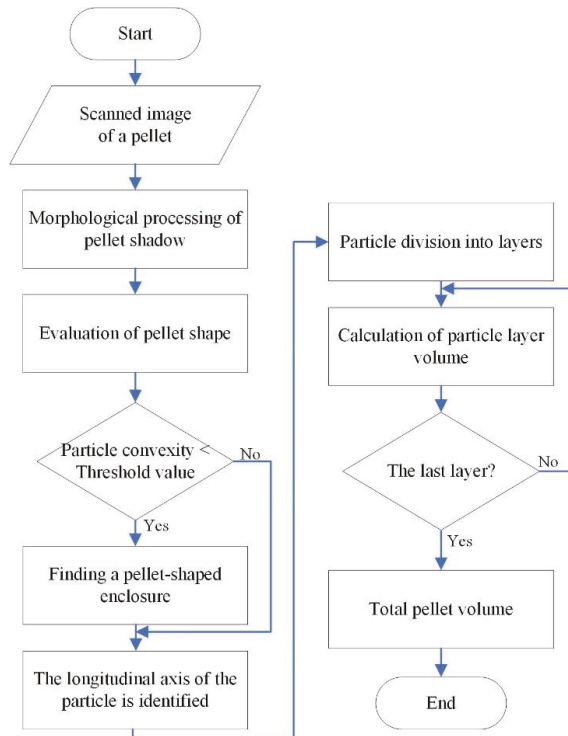 Start
Scanned image
of a pellet
Morphological processing of
pellet shadow
Evaluation of pellet shape
Particle convexity <
Threshold value
No
Yes
Finding a pellet-shaped
enclosure
The longitudinal axis of the
particle is identified
Particle division into layers
Calculation of particle layer
volume
The last layer?
No
Yes
Total pellet volume
End